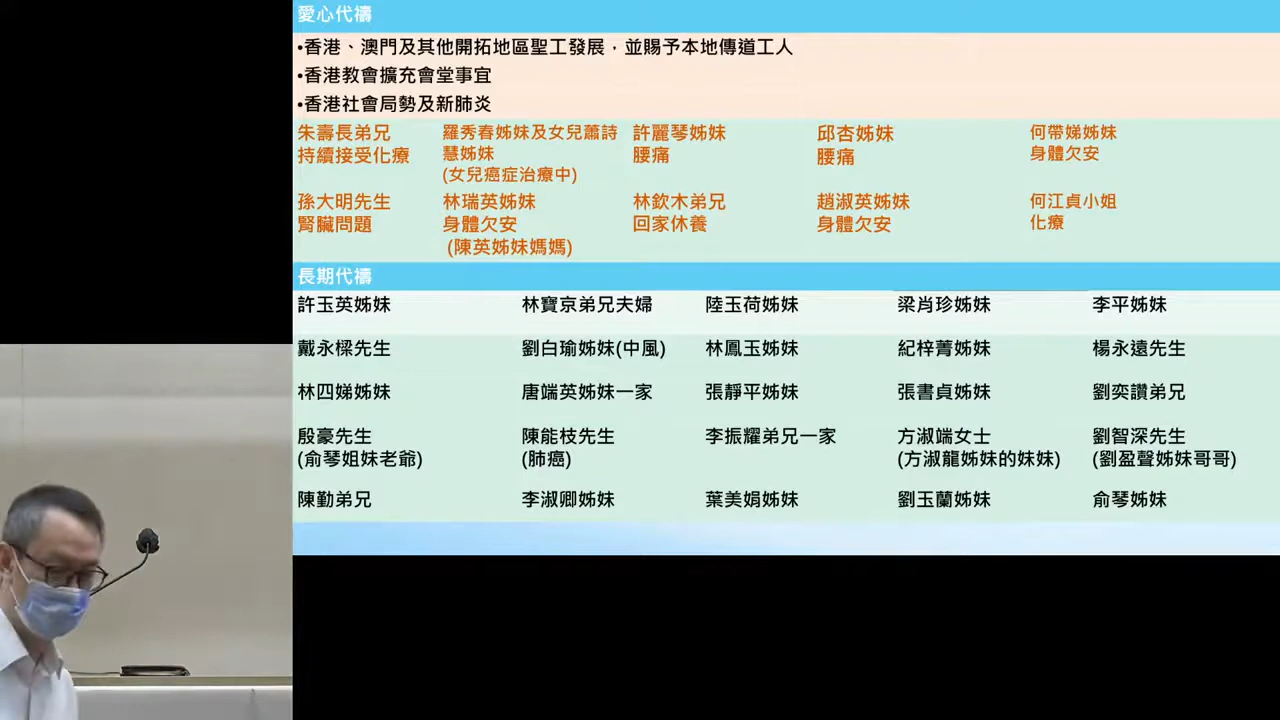 愛心代禱
•香港、澳門及其他開拓地區聖工發展，並賜予本地傳道工人
•香港教會擴充會堂事宜
•香港社會局勢及新肺炎
朱壽長弟兄
持續接受化療
羅秀春姊妹及女兒蕭詩
慧姊妹
(女兒癌症治療中)
許麗琴姊妹
腰痛
邱杏姊妹
腰痛
何帶娣姊妹
身體欠安
孫大明先生
腎臟問題
林瑞英姊妹
身體欠安
(陳英姊妹媽媽)
林欽木弟兄
回家休養
趙淑英姊妹
身體欠安
何江貞小姐
化療
長期代禱
許玉英姊妹
林寶京弟兄夫婦
陸玉荷姊妹
梁肖珍姊妹
李平姊妹
戴永樑先生
劉白瑜姊妹(中風)
林鳳玉姊妹
紀梓菁姊妹
楊永遠先生
林四娣姊妹
唐端英姊妹一家
張靜平姊妹
張書貞姊妹
劉奕讚弟兄
殷豪先生
(俞琴姐妹老爺)
陳能枝先生
(肺癌)
李振耀弟兄一家
方淑端女士
(方淑龍姊妹的妹妹)
劉智深先生
(劉盈聲姊妹哥哥)
陳勤弟兄
李淑卿姊妹
葉美娟姊妹
劉玉蘭姊妹
俞琴姊妹